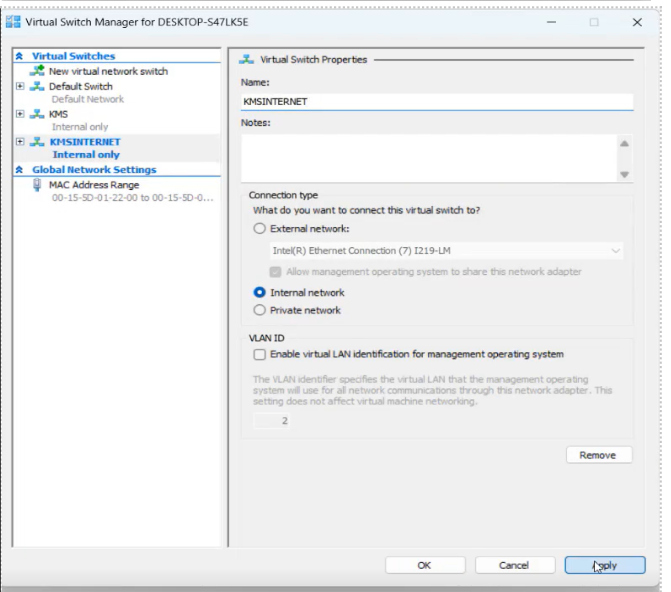 Virtual Switch Manager for DESKTOP-S47LK5E
Virtual Switches
New virtual network switch
Default Switch
Default Network
KMS
Internal only
KMSINTERNET
Internal only
Global Network Settings
MAC Address Range
00-15-5D-01-22-00 to 00-15-5D-0...
Virtual Switch Properties
Name:
KMSINTERNET
Notes:
Connection type
What do you want to connect this virtual switch to?
External network:
Intel(R) Ethernet Connection (7) I219-LM
Allow management operating system to share this network adapter
Internal network
Private network
VLAN ID
Enable virtual LAN identification for management operating system
The VLAN identifier specifies the virtual LAN that the management operating
system will use for all network communications through this network adapter. This
setting does not affect virtual machine networking.
2
Remove
OK
Cancel
Apply